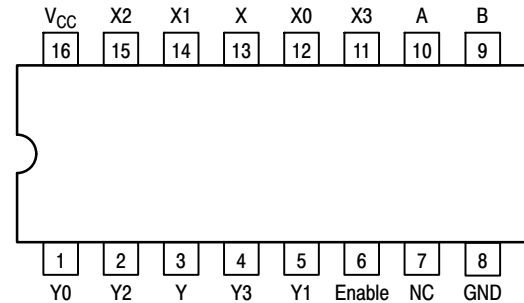 V_CC X2 X1 X X0 X3 A B
16 15 14 13 12 11 10 9
1 2 3 4 5 6 7 8
Y0 Y2 Y Y3 Y1 Enable NC GND